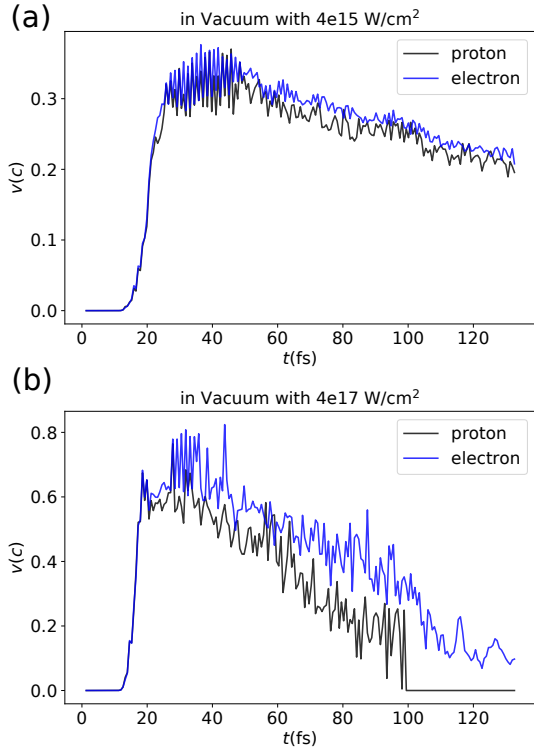 (a)
in Vacuum with 4e15 W/cm²
proton
electron
v(c)
0.3
0.2
0.1
0.0
0 20 40 60 80 100 120
t(fs)
(b)
in Vacuum with 4e17 W/cm²
proton
electron
v(c)
0.8
0.6
0.4
0.2
0.0
0 20 40 60 80 100 120
t(fs)